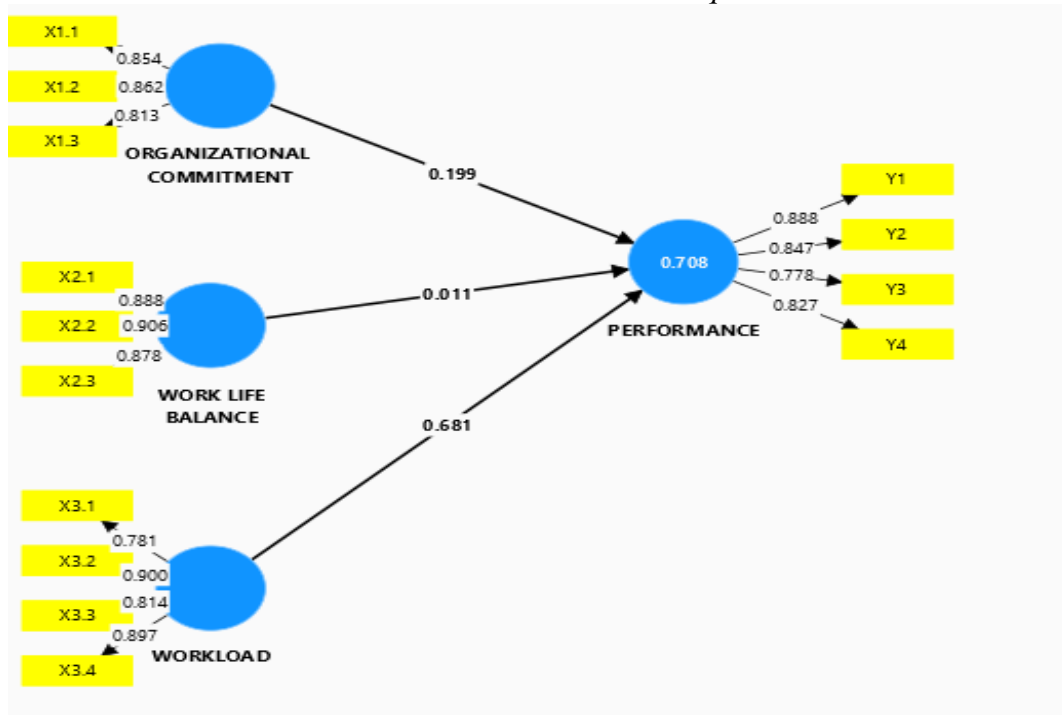 X1.1
0.854
X1.2
0.862
0.813
X1.3
ORGANIZATIONAL
COMMITMENT
0.199
X2.1
0.888
X2.2
0.906
0.878
X2.3
WORK LIFE
BALANCE
0.011
X3.1
0.781
X3.2
0.900
0.814
X3.3
0.897
X3.4
WORKLOAD
0.681
0.708
PERFORMANCE
0.888
Y1
0.847
Y2
0.778
Y3
0.827
Y4